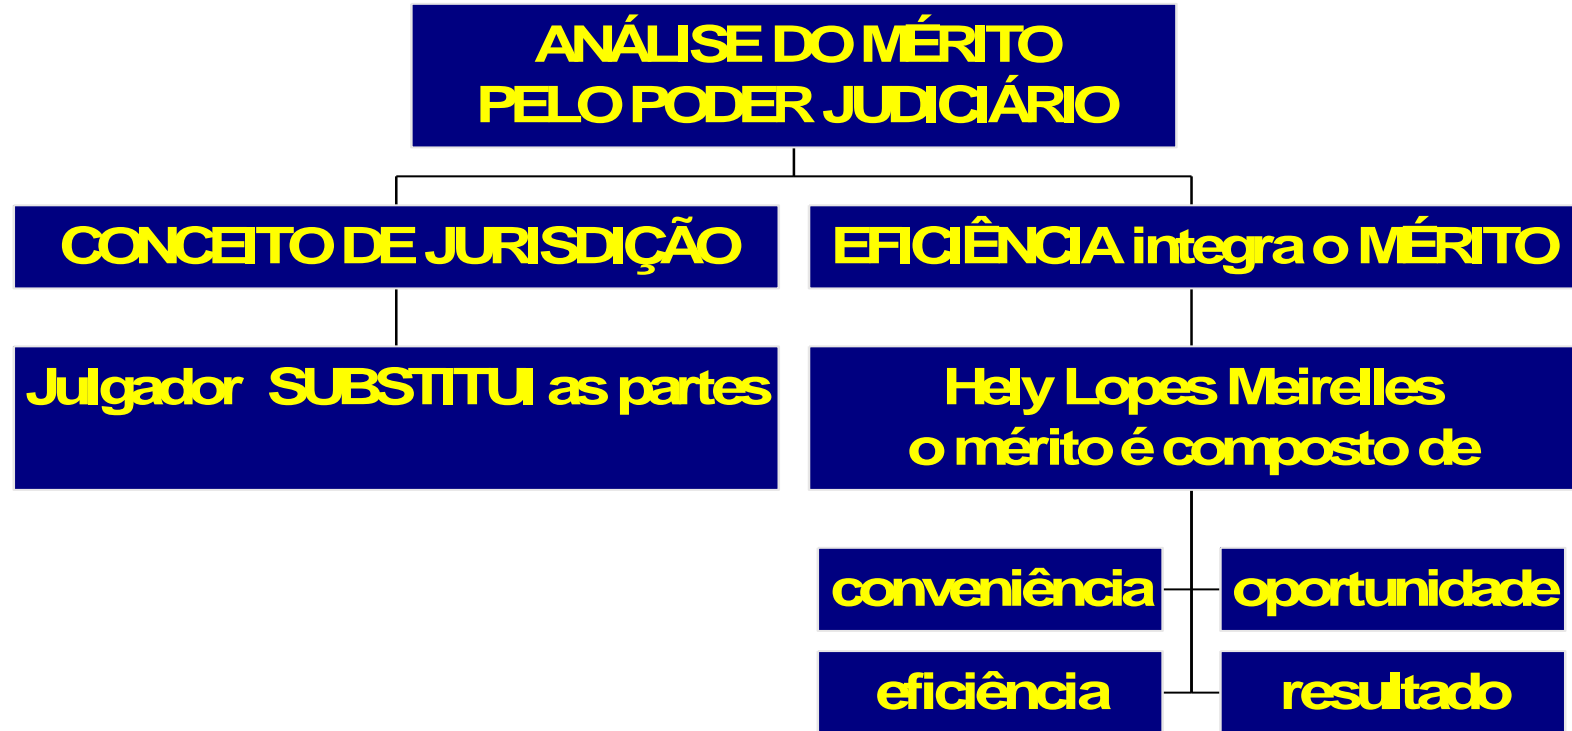 ANÁLISE DO MÉRITO
PELO PODER JUDICIÁRIO
CONCEITO DE JURISDIÇÃO
EFICIÊNCIA integra o MÉRITO
Julgador SUBSTITUI as partes
Hely Lopes Meirelles
o mérito é composto de
conveniência
oportunidade
eficiência
resultado